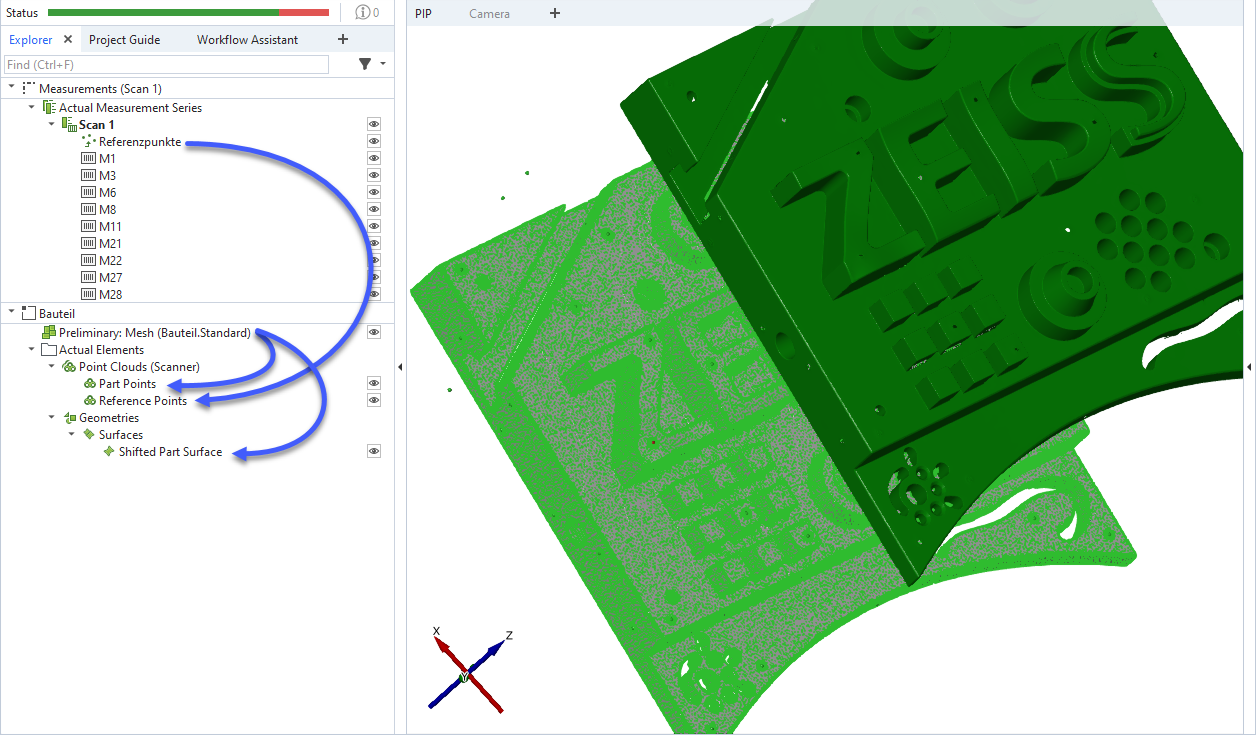 Status
0
PIP
Camera
+
Explorer ✕
Project Guide
Workflow Assistant
+
Find (Ctrl+F)
Measurements (Scan 1)
Actual Measurement Series
Scan 1
Referenzpunkte
M1
M3
M6
M8
M11
M21
M22
M27
M28
Bauteil
Preliminary: Mesh (Bauteil.Standard)
Actual Elements
Point Clouds (Scanner)
Part Points
Reference Points
Geometries
Surfaces
Shifted Part Surface
ZEISS
ZE
X
Z
Y